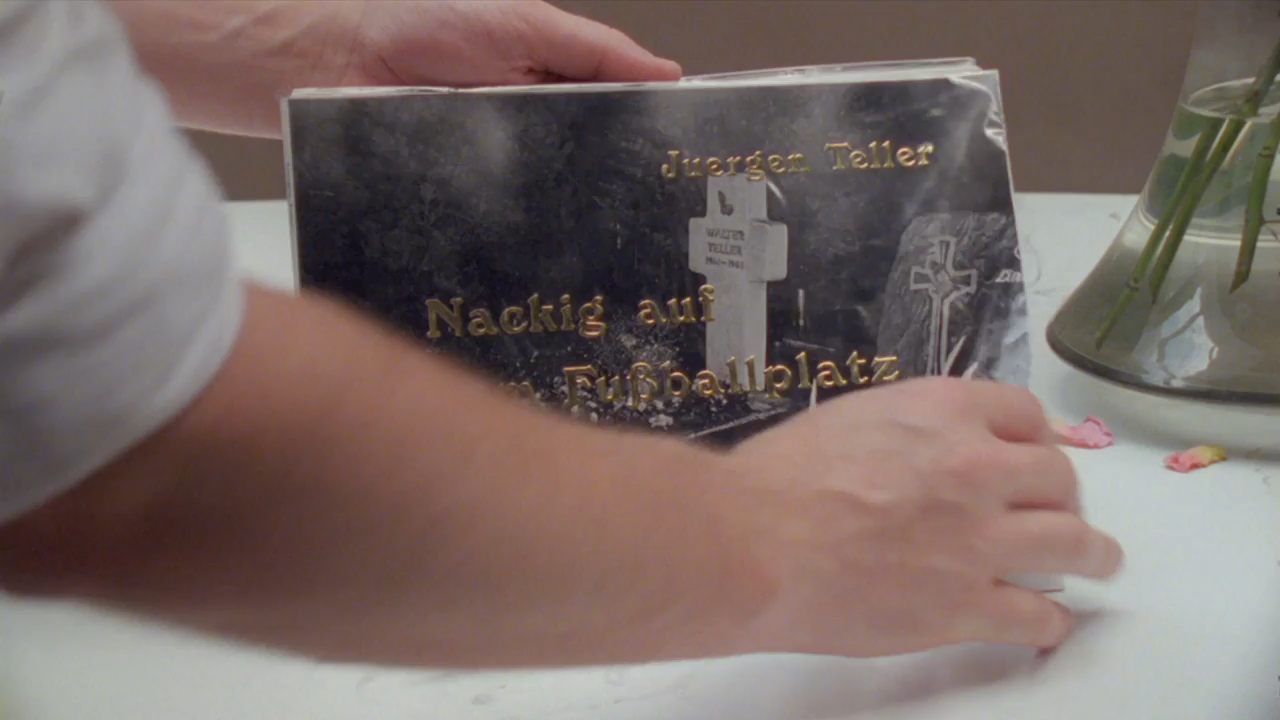 Juergen Teller
WALTER
TELLER
Nackig auf
Fußballplatz